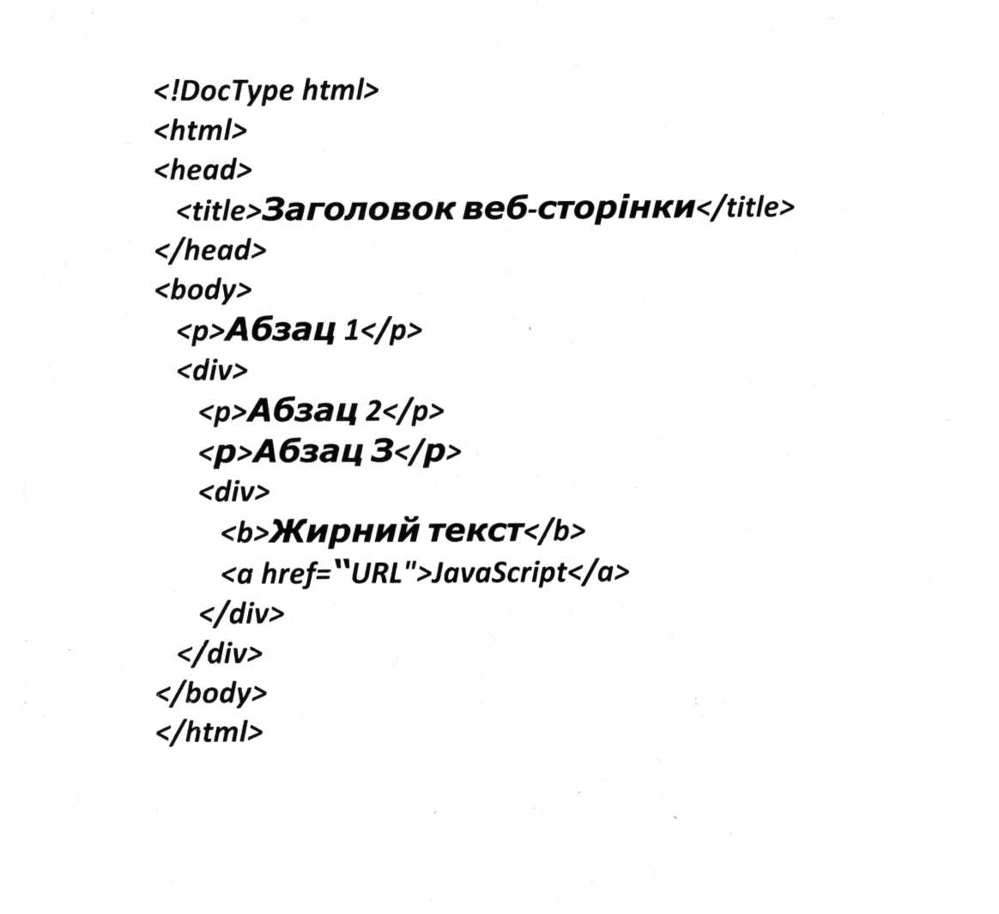 <!DocType html>
<html>
<head>
<title>Заголовок веб-сторінки</title>
</head>
<body>
<p>Абзац 1</p>
<div>
<p>Абзац 2</p>
<p>Абзац 3</p>
<div>
<b>Жирний текст</b>
<a href=‟URL">JavaScript</a>
</div>
</div>
</body>
</html>